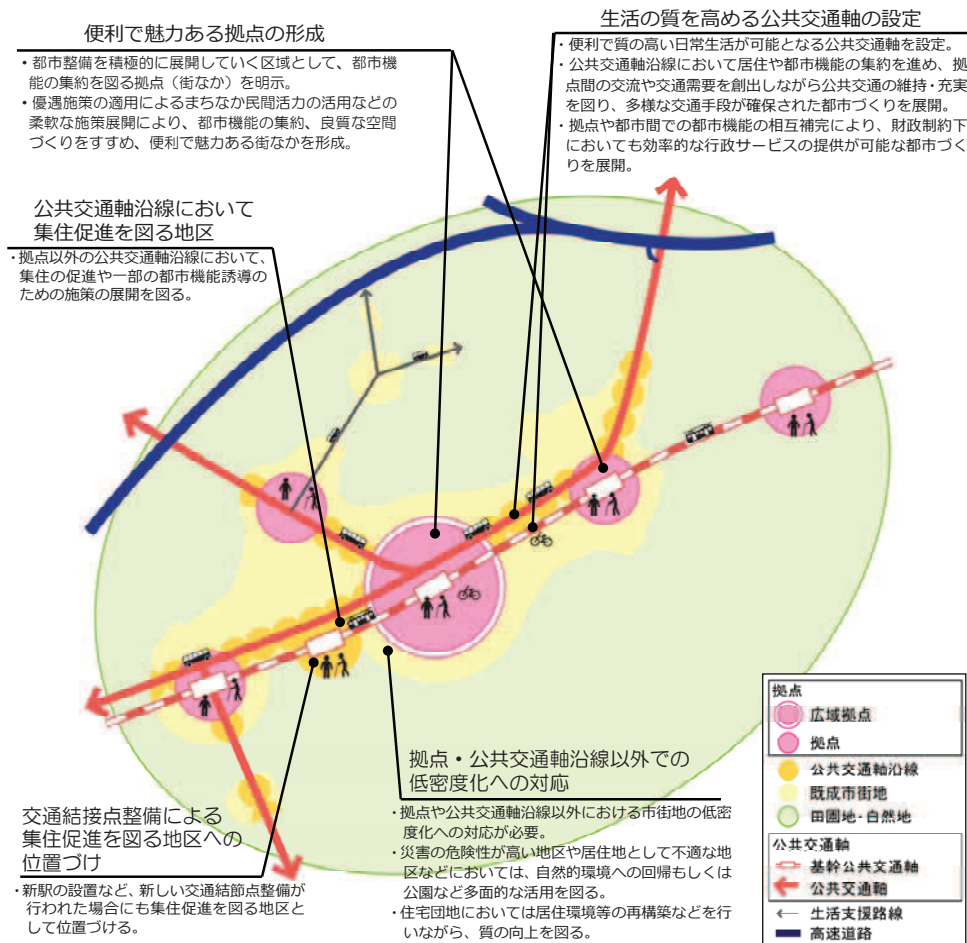 便利で魅力ある拠点の形成
・都市整備を積極的に展開していく区域として、都市機
能の集約を図る拠点（街なか）を明示。
・優遇施策の適用によるまちなか民間活力の活用などの
柔軟な施策展開により、都市機能の集約、良質な空間
づくりをすすめ、便利で魅力ある街なかを形成。
生活の質を高める公共交通軸の設定
・便利で質の高い日常生活が可能となる公共交通軸を設定。
・公共交通軸沿線において居住や都市機能の集約を進め、拠
点間の交流や交通需要を創出しながら公共交通の維持・充実
を図り、多様な交通手段が確保された都市づくりを展開。
・拠点や都市間での都市機能の相互補完により、財政制約下
においても効率的な行政サービスの提供が可能な都市づく
りを展開。
公共交通軸沿線において
集住促進を図る地区
・拠点以外の公共交通軸沿線において、
集住の促進や一部の都市機能誘導の
ための施策の展開を図る。
交通結接点整備による
集住促進を図る地区への
位置づけ
・新駅の設置など、新しい交通結節点整備が
行われた場合にも集住促進を図る地区と
して位置づける。
拠点・公共交通軸沿線以外での
低密度化への対応
・拠点や公共交通軸沿線以外における市街地の低密
度化への対応が必要。
・災害の危険性が高い地区や居住地として不適な地
区などにおいては、自然的環境への回帰もしくは
公園など多面的な活用を図る。
・住宅団地においては居住環境等の再構築などを行
いながら、質の向上を図る。
拠点
広域拠点
拠点
公共交通軸沿線
既成市街地
田園地・自然地
公共交通軸
基幹公共交通軸
公共交通軸
生活支援路線
高速道路